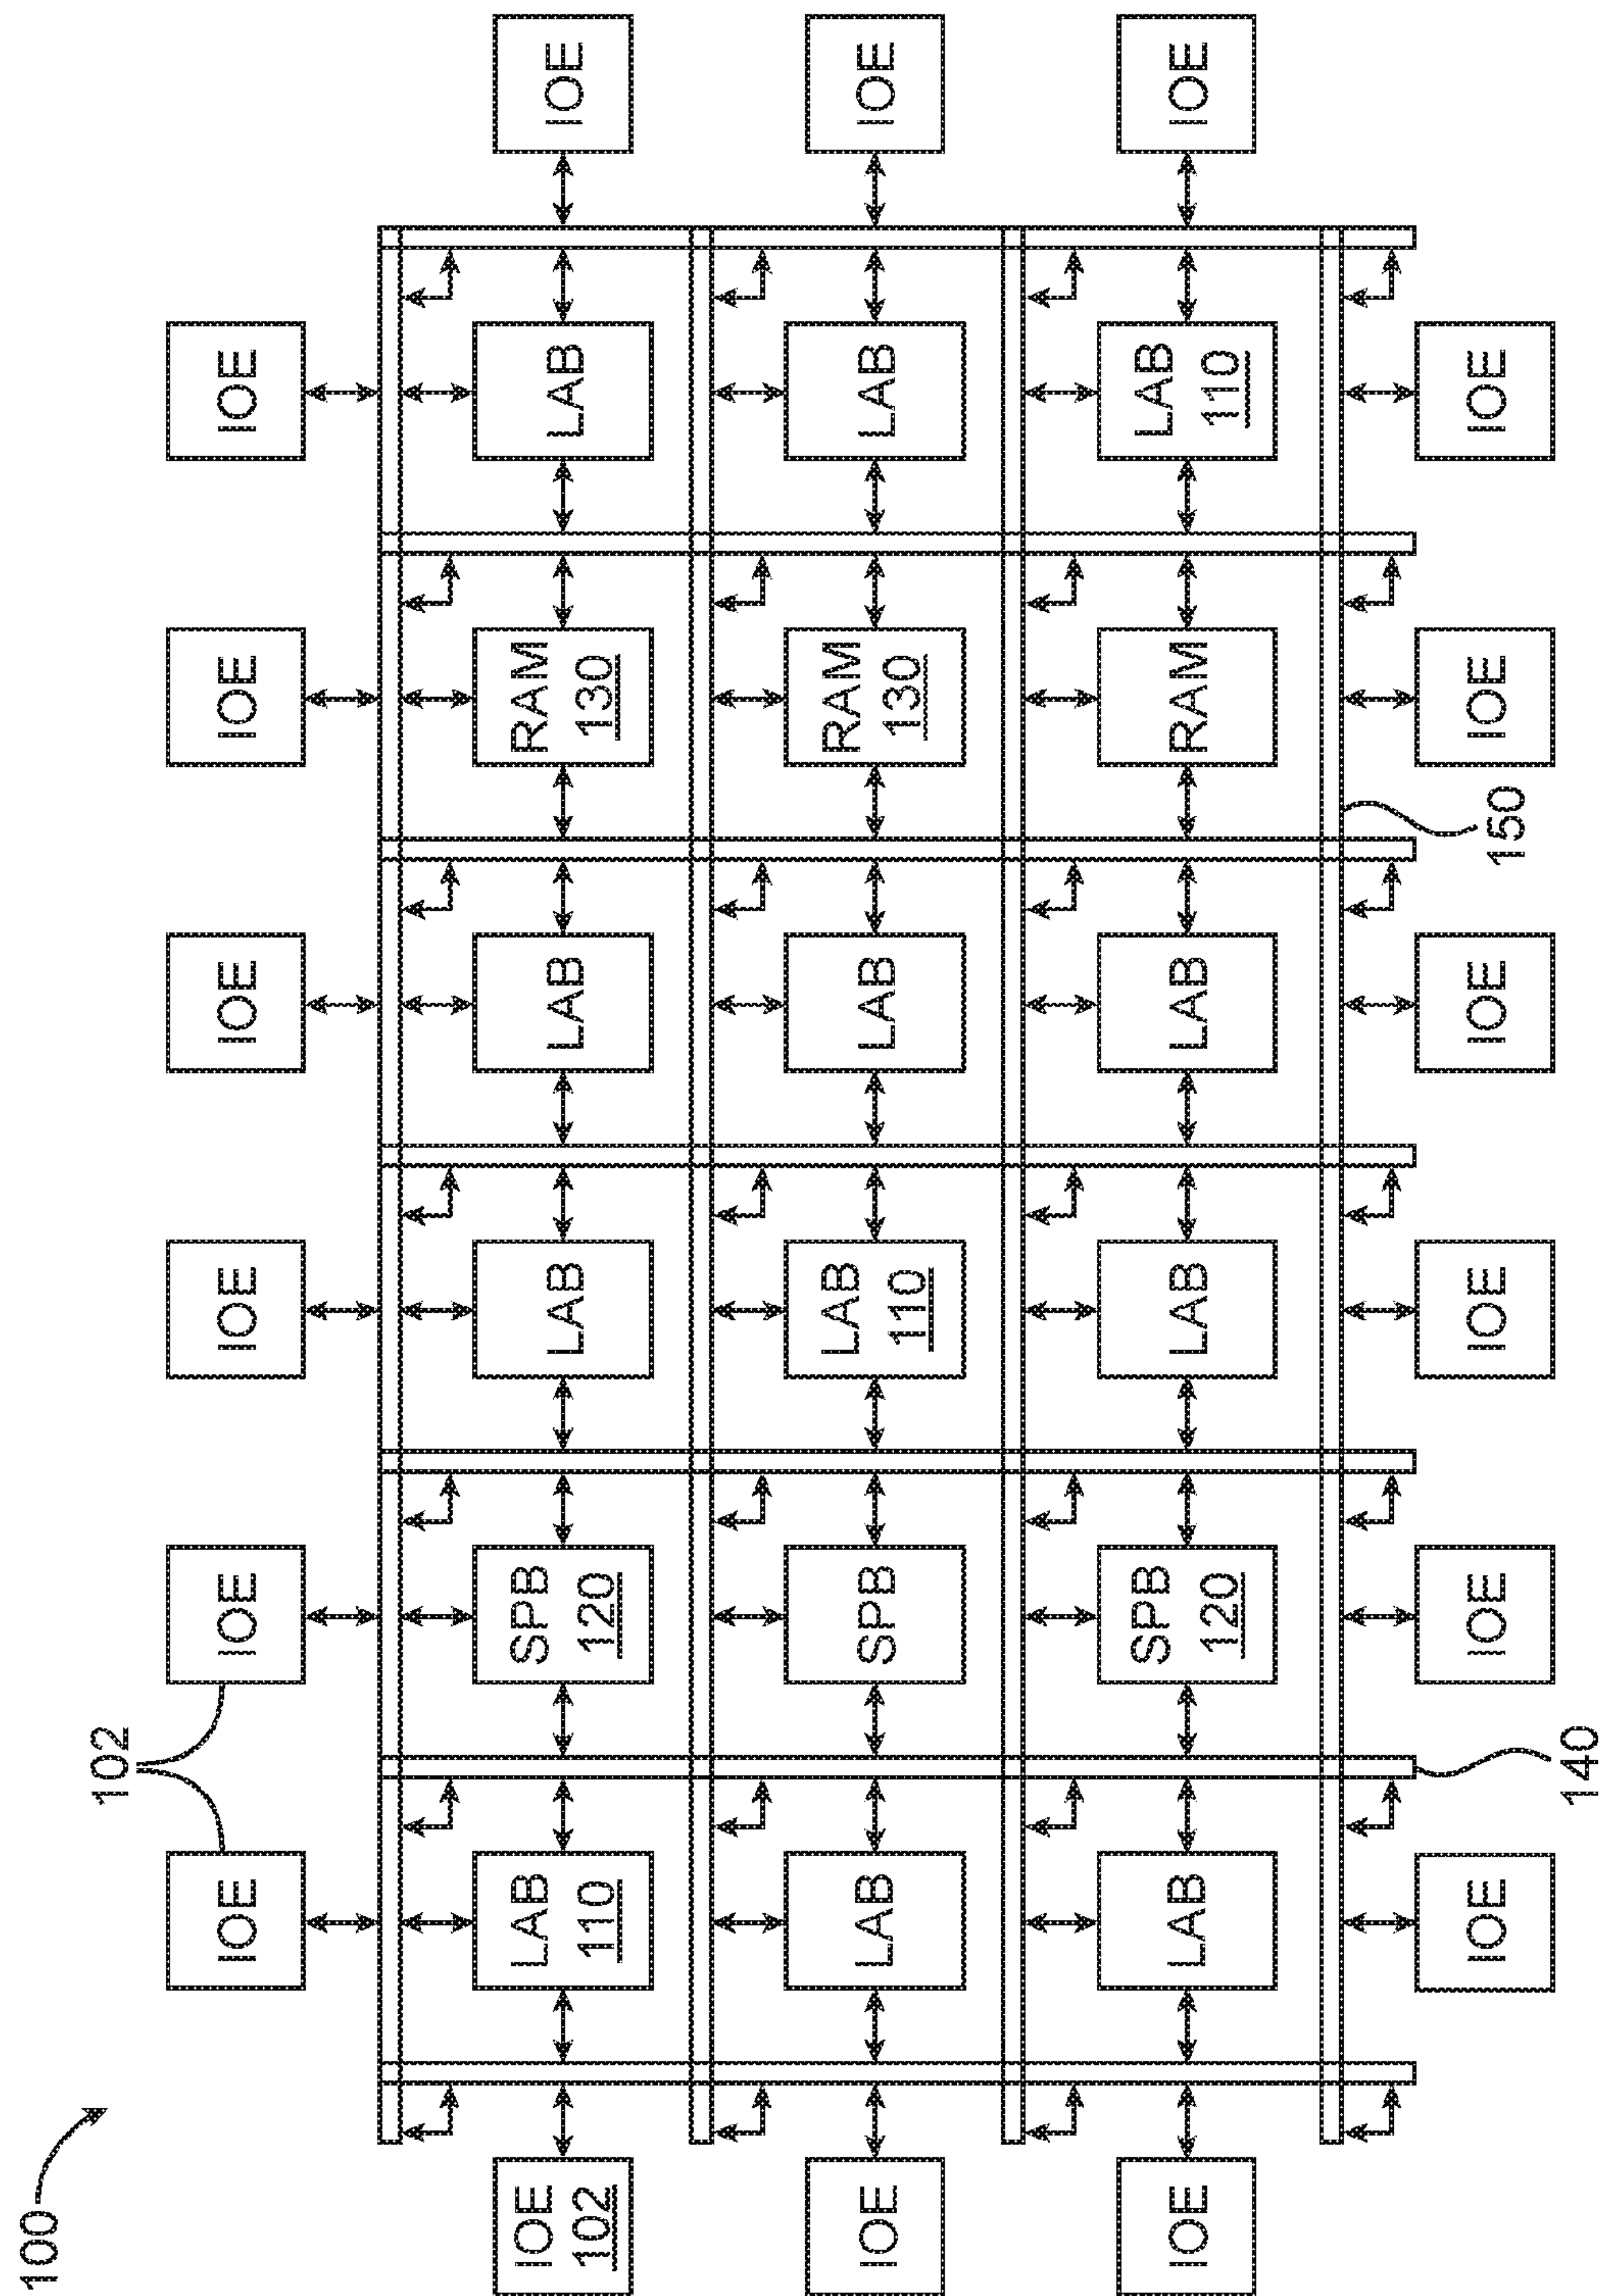 100
102
IOE IOE IOE IOE IOE IOE
IOE LAB SPB LAB LAB RAM LAB IOE
102 110 120 130
IOE LAB SPB LAB LAB RAM LAB IOE
110 130
IOE LAB SPB LAB LAB RAM LAB IOE
120 110
IOE IOE IOE IOE IOE IOE
150
140